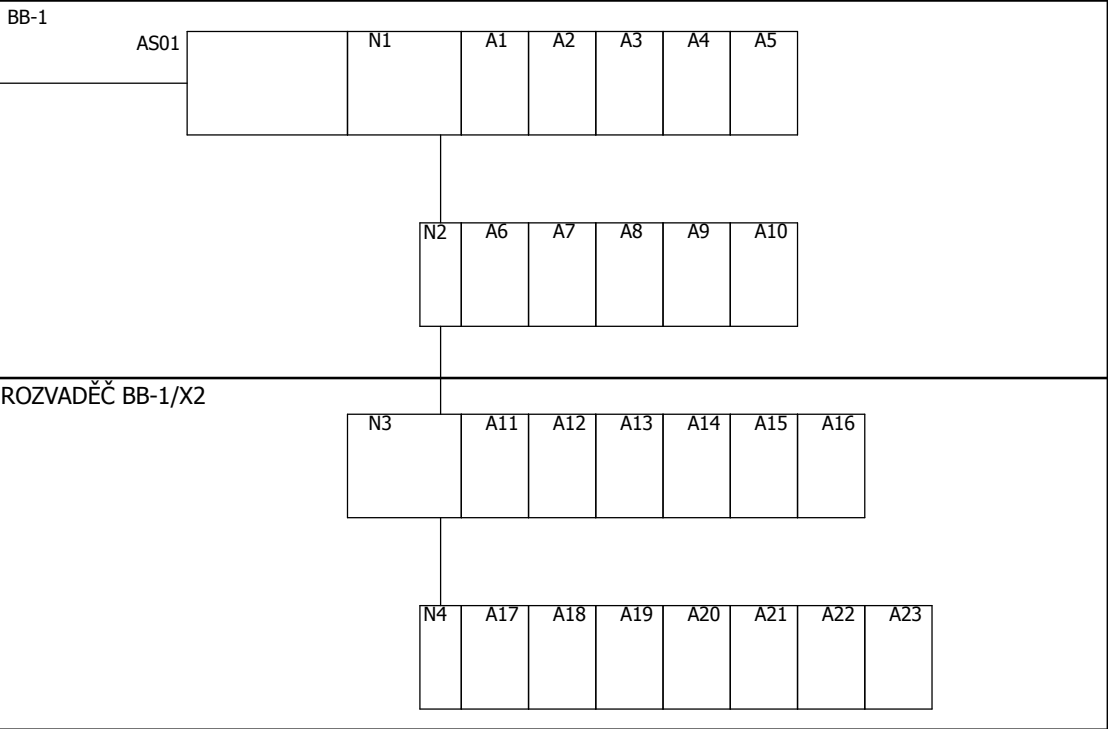 BB-1
AS01 N1 A1 A2 A3 A4 A5
N2 A6 A7 A8 A9 A10
ROZVADĚČ BB-1/X2
N3 A11 A12 A13 A14 A15 A16
N4 A17 A18 A19 A20 A21 A22 A23